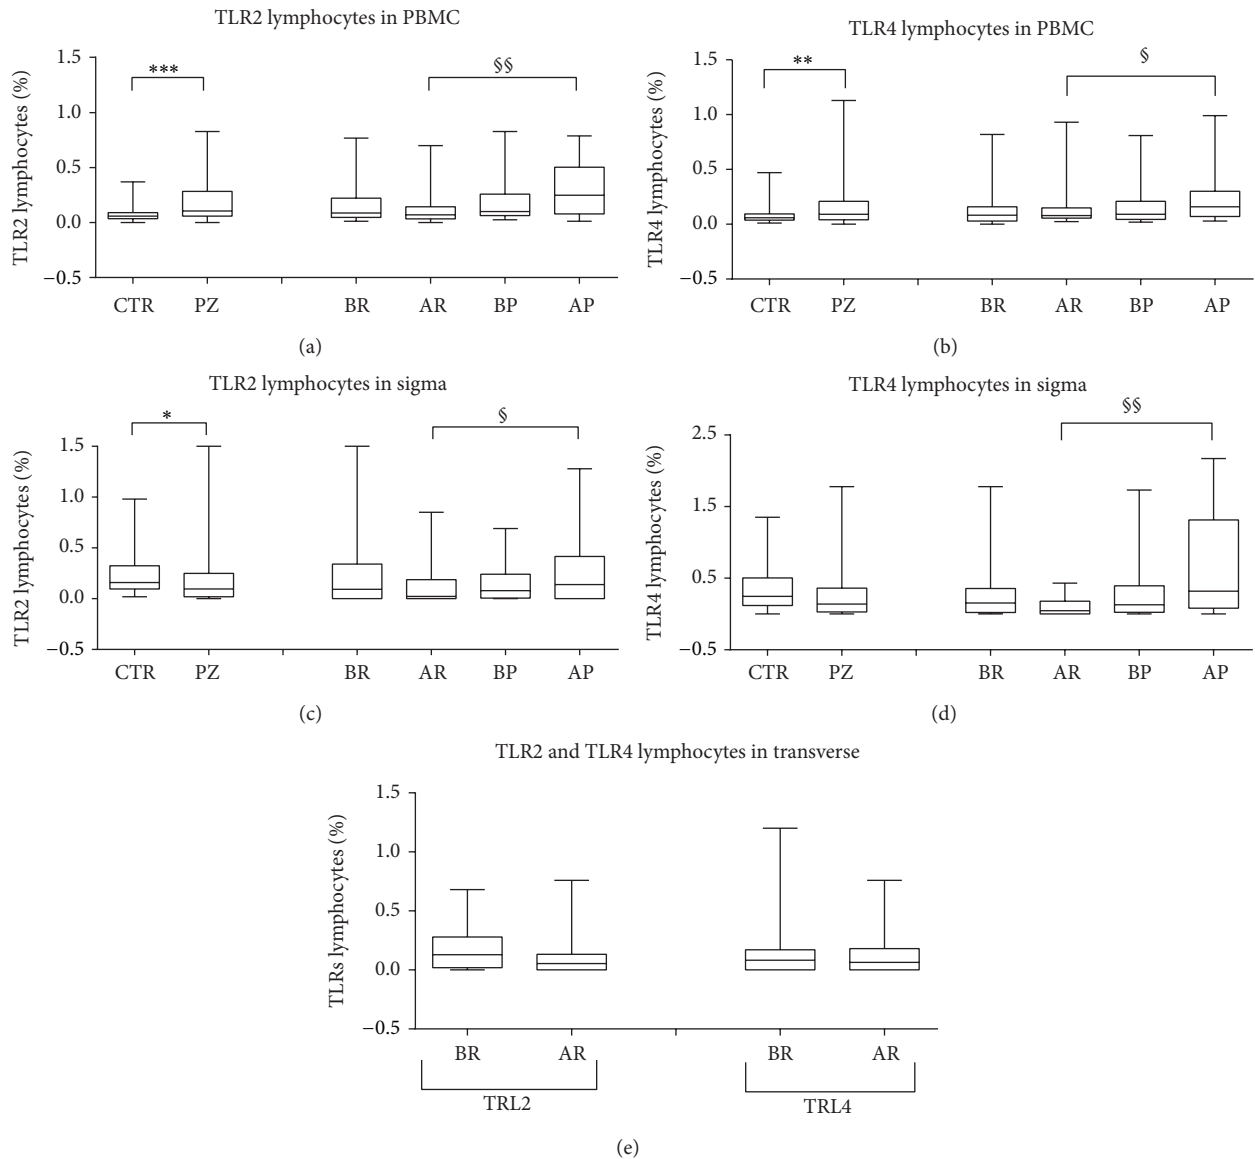 TLR2 lymphocytes in PBMC
TLR2 lymphocytes (%)
1.5
1.0
0.5
0.0
−0.5
***
§§
CTR PZ BR AR BP AP
(a)
TLR4 lymphocytes in PBMC
TLR4 lymphocytes (%)
1.5
1.0
0.5
0.0
−0.5
**
§
CTR PZ BR AR BP AP
(b)
TLR2 lymphocytes in sigma
TLR2 lymphocytes (%)
1.5
1.0
0.5
0.0
−0.5
*
§
CTR PZ BR AR BP AP
(c)
TLR4 lymphocytes in sigma
TLR4 lymphocytes (%)
2.5
1.5
0.5
−0.5
§§
CTR PZ BR AR BP AP
(d)
TLR2 and TLR4 lymphocytes in transverse
TLRs lymphocytes (%)
1.5
1.0
0.5
0.0
−0.5
BR AR BR AR
TRL2 TRL4
(e)